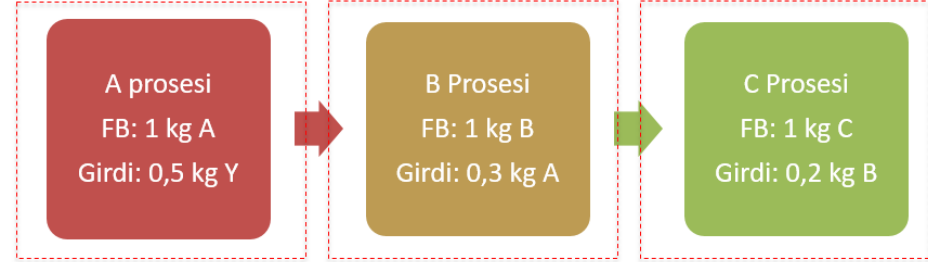 A prosesi
FB: 1 kg A
Girdi: 0,5 kg Y
B Prosesi
FB: 1 kg B
Girdi: 0,3 kg A
C Prosesi
FB: 1 kg C
Girdi: 0,2 kg B